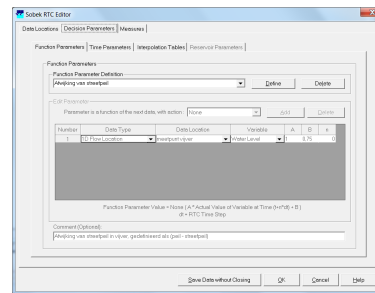 Sobek RTC Editor
Data Locations Decision Parameters Measures
Function Parameters Time Parameters Interpolation Tables Reservoir Parameters
Function Parameters
Function Parameter Definition
Afwijking van streefpeil Define Delete
Edit Parameter
Parameter is a function of the next data, with action: None Add Delete
Number Data Type Data Location Variable A B x
1 1D Flow Location meetpunt vijver Water Level 1 0.75 0
Function Parameter Value = None ( A * Actual Value of Variable at Time (t+x*dt) + B )
dt = RTC Time Step
Comment (Optional):
Afwijking van streefpeil in vijver, gedefinieerd als (peil - streefpeil)
Save Data without Closing OK Cancel Help